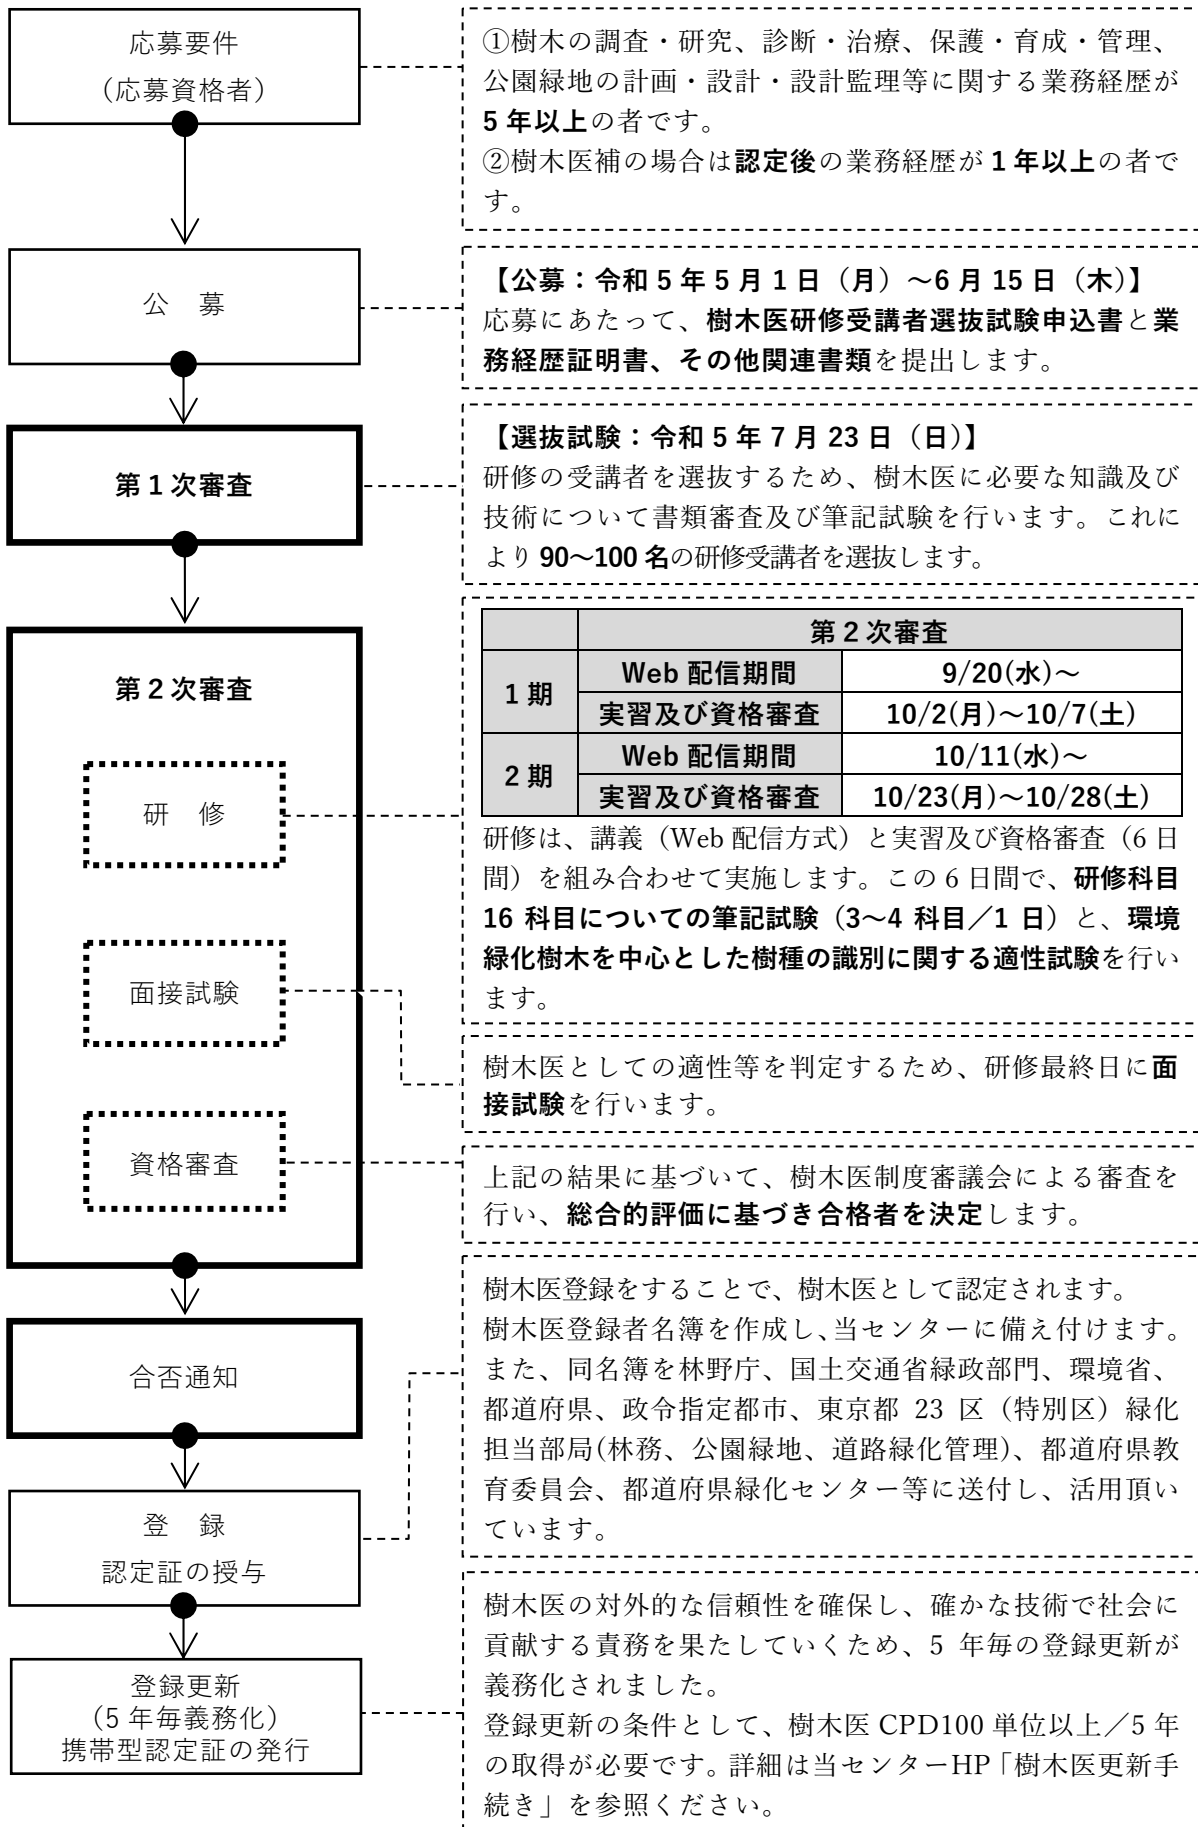 応募要件
（応募資格者）
①樹木の調査・研究、診断・治療、保護・育成・管理、
公園緑地の計画・設計・設計監理等に関する業務経歴が
5 年以上の者です。
②樹木医補の場合は認定後の業務経歴が 1 年以上の者で
す。
公　募
【公募：令和 5 年 5 月 1 日（月）～6 月 15 日（木）】
応募にあたって、樹木医研修受講者選抜試験申込書と業
務経歴証明書、その他関連書類を提出します。
第 1 次審査
【選抜試験：令和 5 年 7 月 23 日（日）】
研修の受講者を選抜するため、樹木医に必要な知識及び
技術について書類審査及び筆記試験を行います。これに
より 90～100 名の研修受講者を選抜します。
第 2 次審査
研　修
第 2 次審査
1 期
Web 配信期間 9/20(水)～
実習及び資格審査 10/2(月)～10/7(土)
2 期
Web 配信期間 10/11(水)～
実習及び資格審査 10/23(月)～10/28(土)
研修は、講義（Web 配信方式）と実習及び資格審査（6 日
間）を組み合わせて実施します。この 6 日間で、研修科目
16 科目についての筆記試験（3～4 科目／1 日）と、環境
緑化樹木を中心とした樹種の識別に関する適性試験を行い
ます。
面接試験
樹木医としての適性等を判定するため、研修最終日に面
接試験を行います。
資格審査
上記の結果に基づいて、樹木医制度審議会による審査を
行い、総合的評価に基づき合格者を決定します。
合否通知
登　録
認定証の授与
樹木医登録をすることで、樹木医として認定されます。
樹木医登録者名簿を作成し、当センターに備え付けます。
また、同名簿を林野庁、国土交通省緑政部門、環境省、
都道府県、政令指定都市、東京都 23 区（特別区）緑化
担当部局(林務、公園緑地、道路緑化管理)、都道府県教
育委員会、都道府県緑化センター等に送付し、活用頂い
ています。
登録更新
（5 年毎義務化）
携帯型認定証の発行
樹木医の対外的な信頼性を確保し、確かな技術で社会に
貢献する責務を果たしていくため、5 年毎の登録更新が
義務化されました。
登録更新の条件として、樹木医 CPD100 単位以上／5 年
の取得が必要です。詳細は当センターHP「樹木医更新手
続き」を参照ください。